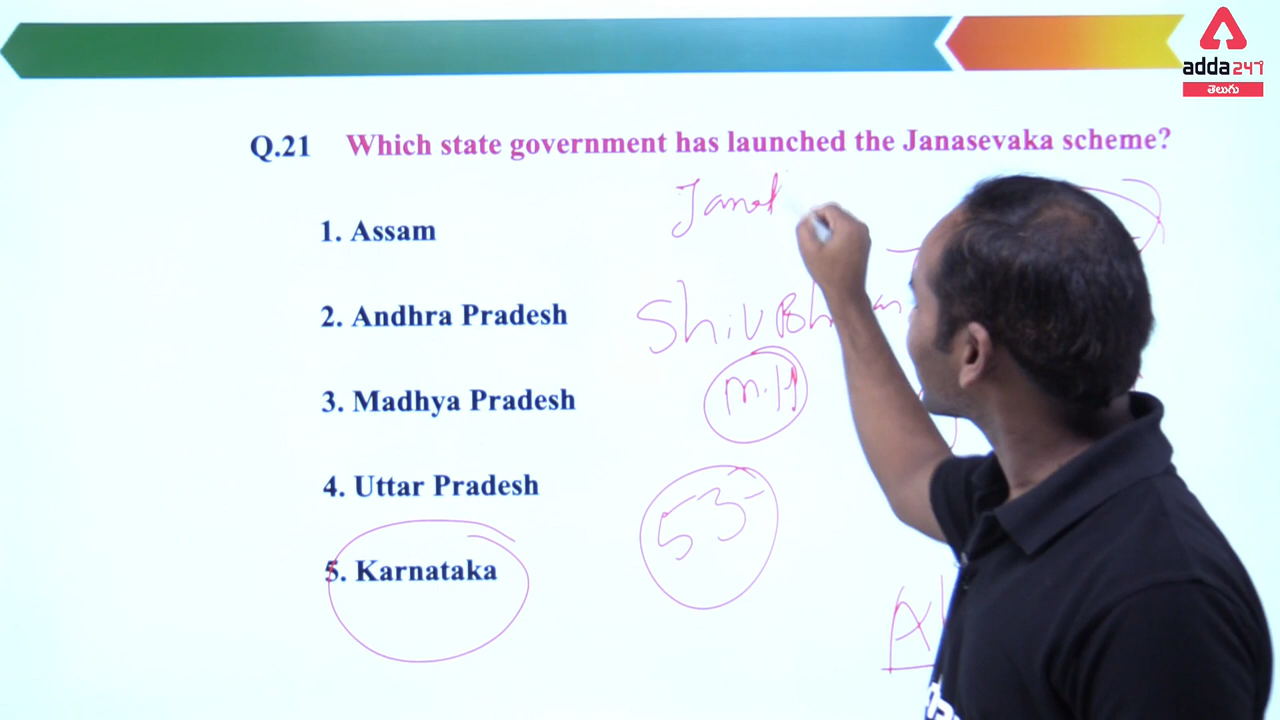 adda247
తెలుగు
Q.21 Which state government has launched the Janasevaka scheme?
1. Assam
2. Andhra Pradesh
3. Madhya Pradesh
4. Uttar Pradesh
5. Karnataka
M.H
53